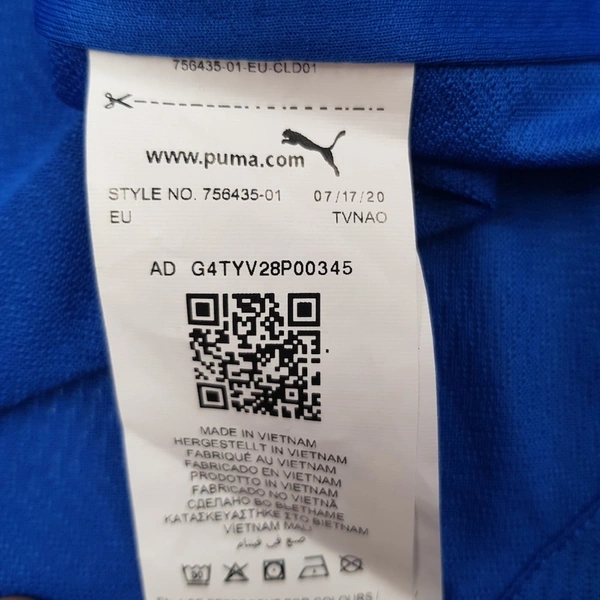 756435-01-EU-CLD01
www.puma.com
STYLE NO. 756435-01 07/17/20
EU TVNAO
AD G4TYV28P00345
MADE IN VIETNAM
HERGESTELLT IN VIETNAM
FABRIQUÉ AU VIETNAM
FABRICADO EN VIETNAM
PRODOTTO IN VIETNAM
FABRICADO NO VIETNÃ
СДЕЛАНО ВО ВЬЕТНАМЕ
ΚΑΤΑΣΚΕΥΑΣΤΗΚΕ ΣΤΟ ΒΙΕΤΝΑΜ
VIETNAM MALI
صنع في فيتنام
COLOURS /